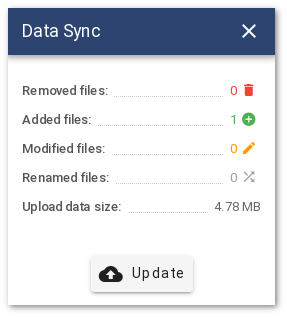 Data Sync
Removed files: 0
Added files: 1
Modified files: 0
Renamed files: 0
Upload data size: 4.78 MB
Update